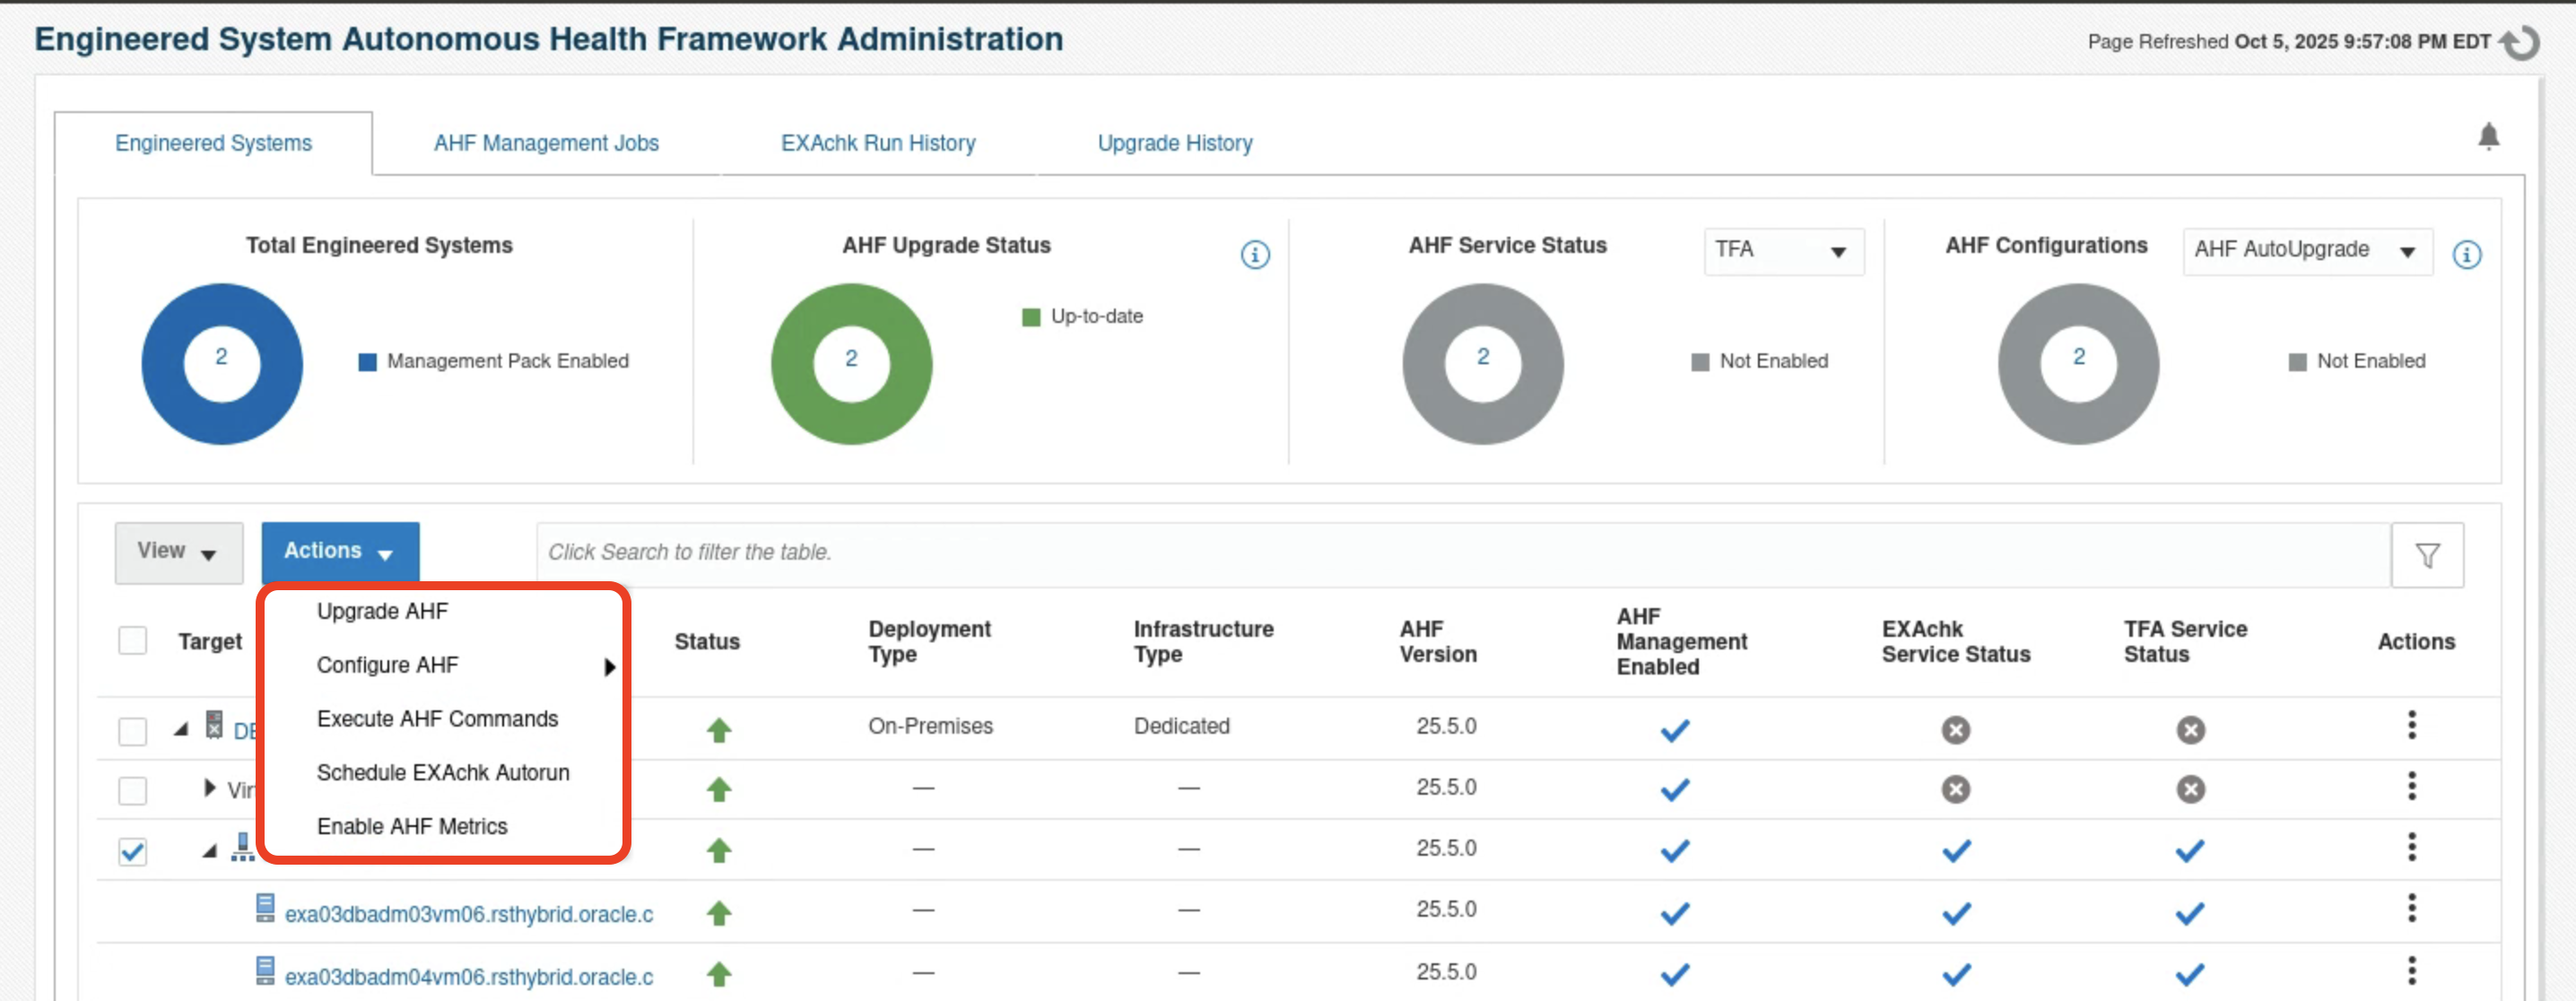 Engineered System Autonomous Health Framework Administration
Page Refreshed Oct 5, 2025 9:57:08 PM EDT
Engineered Systems
AHF Management Jobs
EXAchk Run History
Upgrade History
Total Engineered Systems
2
Management Pack Enabled
AHF Upgrade Status
2
Up-to-date
AHF Service Status
TFA
2
Not Enabled
AHF Configurations
AHF AutoUpgrade
2
Not Enabled
View
Actions
Click Search to filter the table.
Upgrade AHF
Configure AHF
Execute AHF Commands
Schedule EXAchk Autorun
Enable AHF Metrics
Target
Status
Deployment
Type
Infrastructure
Type
AHF
Version
AHF
Management
Enabled
EXAchk
Service Status
TFA Service
Status
Actions
On-Premises
Dedicated
25.5.0
25.5.0
— — 25.5.0
exa03dbadm03vm06.rsthybrid.oracle.c — — 25.5.0
exa03dbadm04vm06.rsthybrid.oracle.c — — 25.5.0